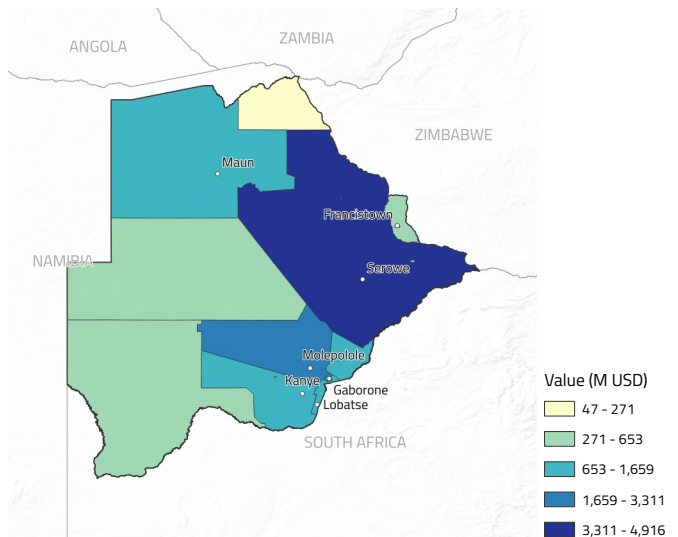 ZAMBIA
ANGOLA
ZIMBABWE
Maun
Francistown
NAMIBIA
Serowe
Molepolole
Kanye
Gaborone
Lobatse
SOUTH AFRICA
Value (M USD)
47 - 271
271 - 653
653 - 1,659
1,659 - 3,311
3,311 - 4,916